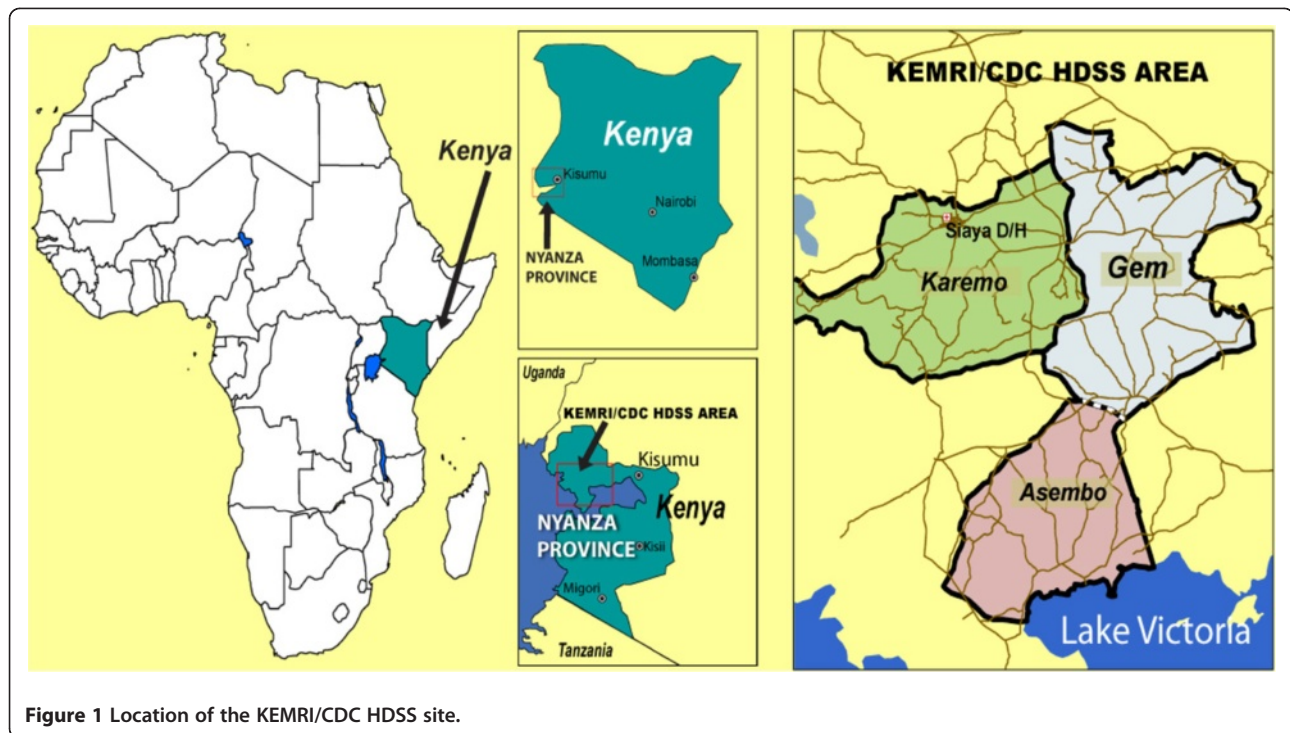 Kenya
Kenya
Kisumu
Nairobi
NYANZA
PROVINCE
Mombasa
Uganda
KEMRI/CDC HDSS AREA
Kisumu
Kenya
NYANZA
PROVINCE
Kisii
Migori
Tanzania
KEMRI/CDC HDSS AREA
Siaya D/H
Karemo
Gem
Asembo
Lake Victoria
Figure 1 Location of the KEMRI/CDC HDSS site.